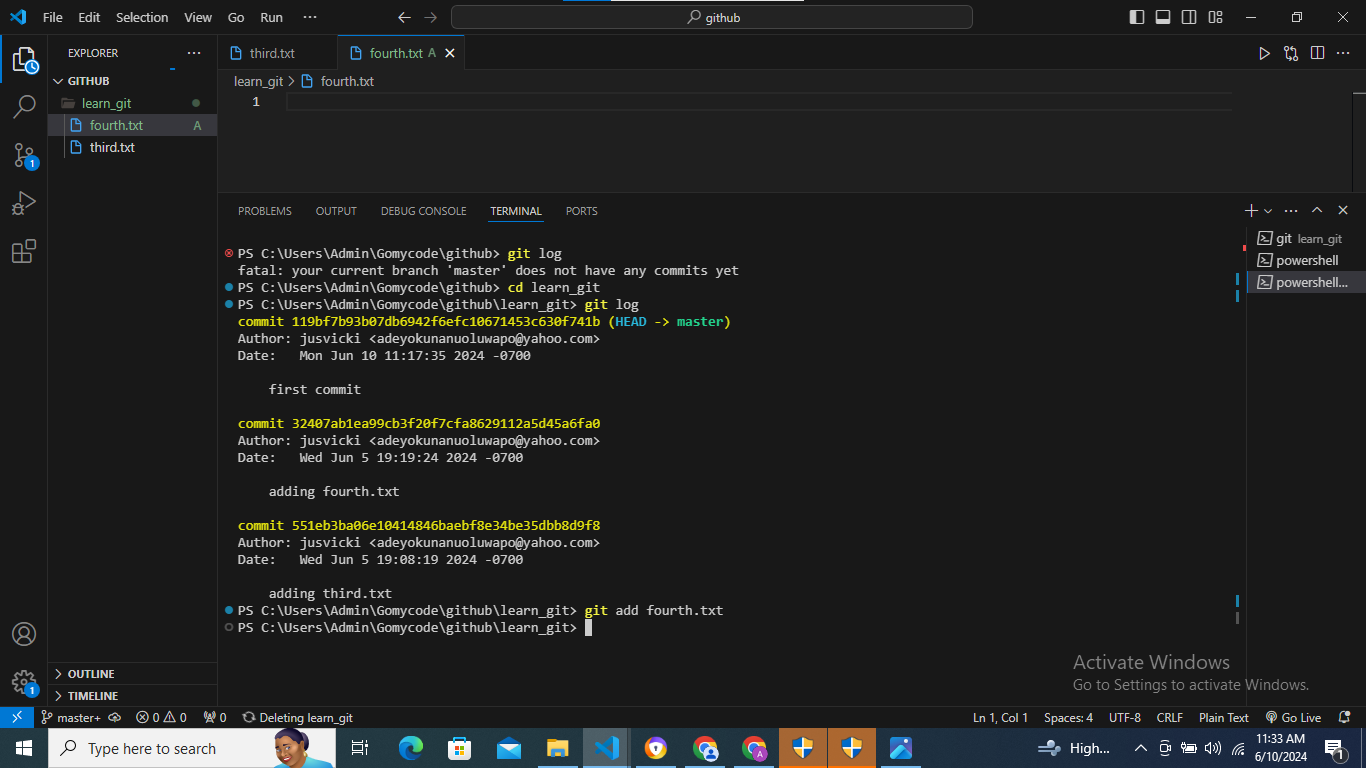 File Edit Selection View Go Run ··· github
EXPLORER ···
GITHUB
learn_git
fourth.txt A
third.txt
OUTLINE
TIMELINE
third.txt fourth.txt A
learn_git > fourth.txt
1
PROBLEMS OUTPUT DEBUG CONSOLE TERMINAL PORTS
PS C:\Users\Admin\Gomycode\github> git log
fatal: your current branch 'master' does not have any commits yet
PS C:\Users\Admin\Gomycode\github> cd learn_git
PS C:\Users\Admin\Gomycode\github\learn_git> git log
commit 119bf7b93b07db6942f6efc10671453c630f741b (HEAD -> master)
Author: jusvicki <adeyokunanuoluwapo@yahoo.com>
Date:   Mon Jun 10 11:17:35 2024 -0700
first commit
commit 32407ab1ea99cb3f20f7cfa8629112a5d45a6fa0
Author: jusvicki <adeyokunanuoluwapo@yahoo.com>
Date:   Wed Jun 5 19:19:24 2024 -0700
adding fourth.txt
commit 551eb3ba06e10414846baebf8e34be35dbb8d9f8
Author: jusvicki <adeyokunanuoluwapo@yahoo.com>
Date:   Wed Jun 5 19:08:19 2024 -0700
adding third.txt
PS C:\Users\Admin\Gomycode\github\learn_git> git add fourth.txt
PS C:\Users\Admin\Gomycode\github\learn_git>
git learn_git
powershell
powershell...
Activate Windows
Go to Settings to activate Windows.
1
1
master+ 0 0 0 Deleting learn_git Ln 1, Col 1 Spaces: 4 UTF-8 CRLF Plain Text Go Live
Type here to search High... 11:33 AM
6/10/2024
1